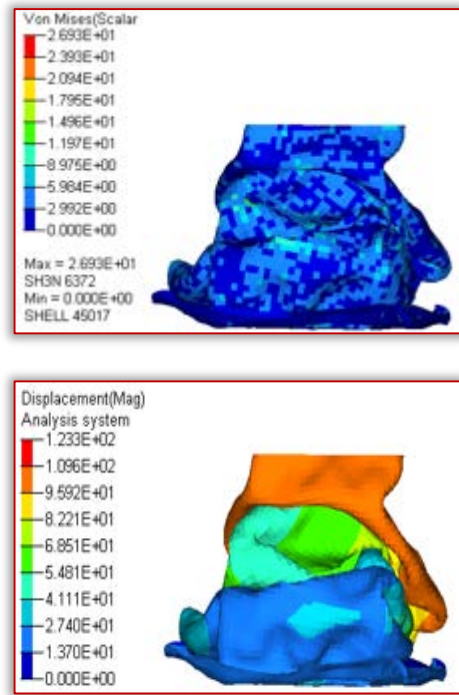 Von Mises(Scalar
2.693E+01
2.393E+01
2.094E+01
1.795E+01
1.496E+01
1.197E+01
8.975E+00
5.984E+00
2.992E+00
0.000E+00
Max = 2.693E+01
SH3N 6372
Min = 0.000E+00
SHELL 45017
Displacement(Mag)
Analysis system
1.233E+02
1.096E+02
9.592E+01
8.221E+01
6.851E+01
5.481E+01
4.111E+01
2.740E+01
1.370E+01
0.000E+00